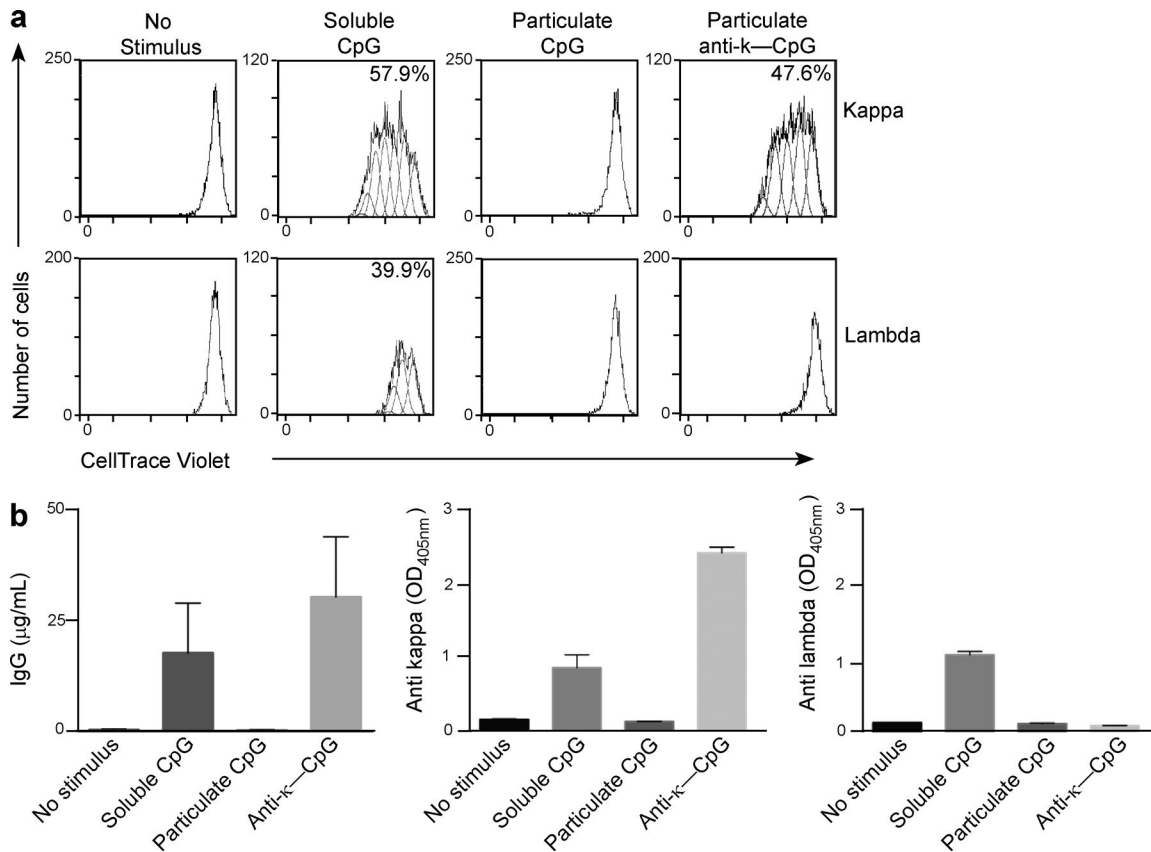 a
No Stimulus
Soluble CpG
Particulate CpG
Particulate anti-k—CpG
250
0
0
120
57.9%
0
0
250
0
0
120
47.6%
0
0
Kappa
200
0
0
120
39.9%
0
0
250
0
0
200
0
0
Lambda
Number of cells
CellTrace Violet
b
IgG (µg/mL)
50
25
0
No stimulus
Soluble CpG
Particulate CpG
Anti-κ—CpG
Anti kappa (OD405nm)
3
2
1
0
No stimulus
Soluble CpG
Particulate CpG
Anti-κ—CpG
Anti lambda (OD405nm)
3
2
1
0
No stimulus
Soluble CpG
Particulate CpG
Anti-κ—CpG